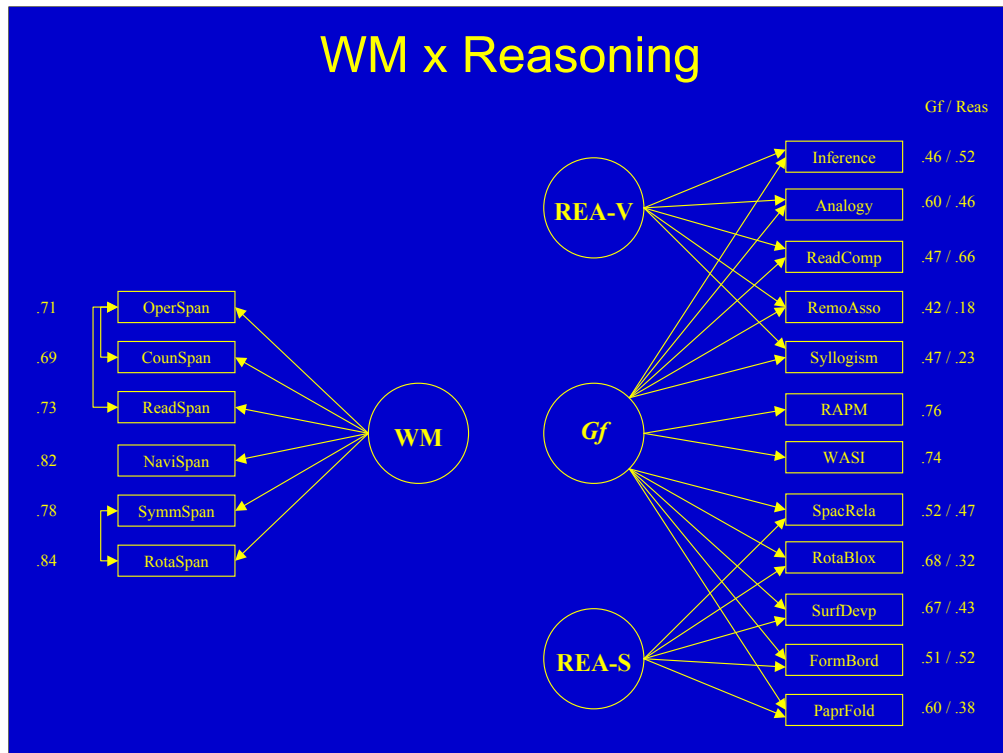 WM x Reasoning
Gf / Reas
Inference .46 / .52
REA-V
Analogy .60 / .46
ReadComp .47 / .66
.71 OperSpan
RemoAsso .42 / .18
.69 CounSpan
Syllogism .47 / .23
.73 ReadSpan
RAPM .76
WM
Gf
.82 NaviSpan
WASI .74
.78 SymmSpan
SpacRela .52 / .47
.84 RotaSpan
RotaBlox .68 / .32
SurfDevp .67 / .43
REA-S
FormBord .51 / .52
PaprFold .60 / .38